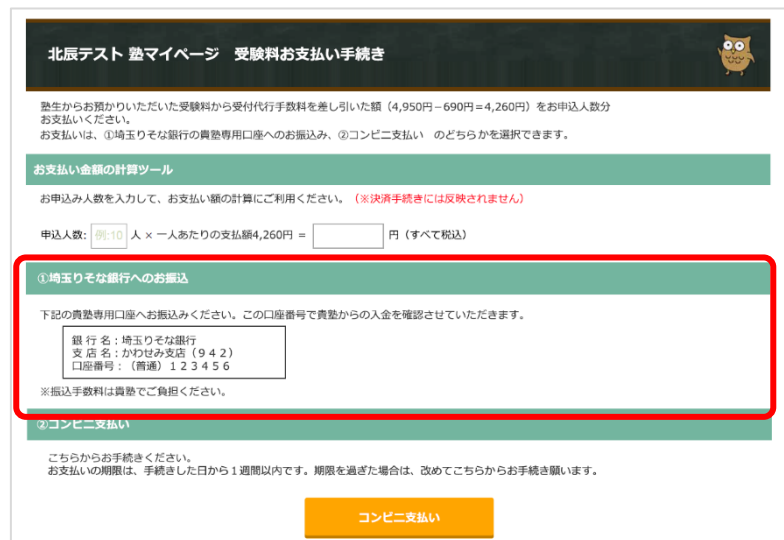 北辰テスト 塾マイページ　受験料お支払い手続き
塾生からお預かりいただいた受験料から受付代行手数料を差し引いた額（4,950円－690円＝4,260円）をお申込人数分
お支払いください。
お支払いは、①埼玉りそな銀行の貴塾専用口座へのお振込み、②コンビニ支払い　のどちらかを選択できます。
お支払い金額の計算ツール
お申込み人数を入力して、お支払い額の計算にご利用ください。（※決済手続きには反映されません）
申込人数: 例:10 人 × 一人あたりの支払額4,260円 = 円（すべて税込）
①埼玉りそな銀行へのお振込
下記の貴塾専用口座へお振込みください。この口座番号で貴塾からの入金を確認させていただきます。
銀 行 名：埼玉りそな銀行
支 店 名：かわせみ支店（９４２）
口座番号：（普通）１２３４５６
※振込手数料は貴塾でご負担ください。
②コンビニ支払い
こちらからお手続きください。
お支払いの期限は、手続きした日から１週間以内です。期限を過ぎた場合は、改めてこちらからお手続き願います。
コンビニ支払い